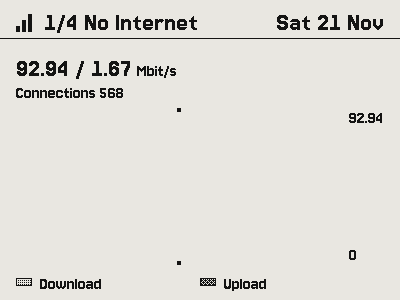 1/4 No Internet
Sat 21 Nov
92.94 / 1.67 Mbit/s
Connections 568
92.94
0
Download
Upload